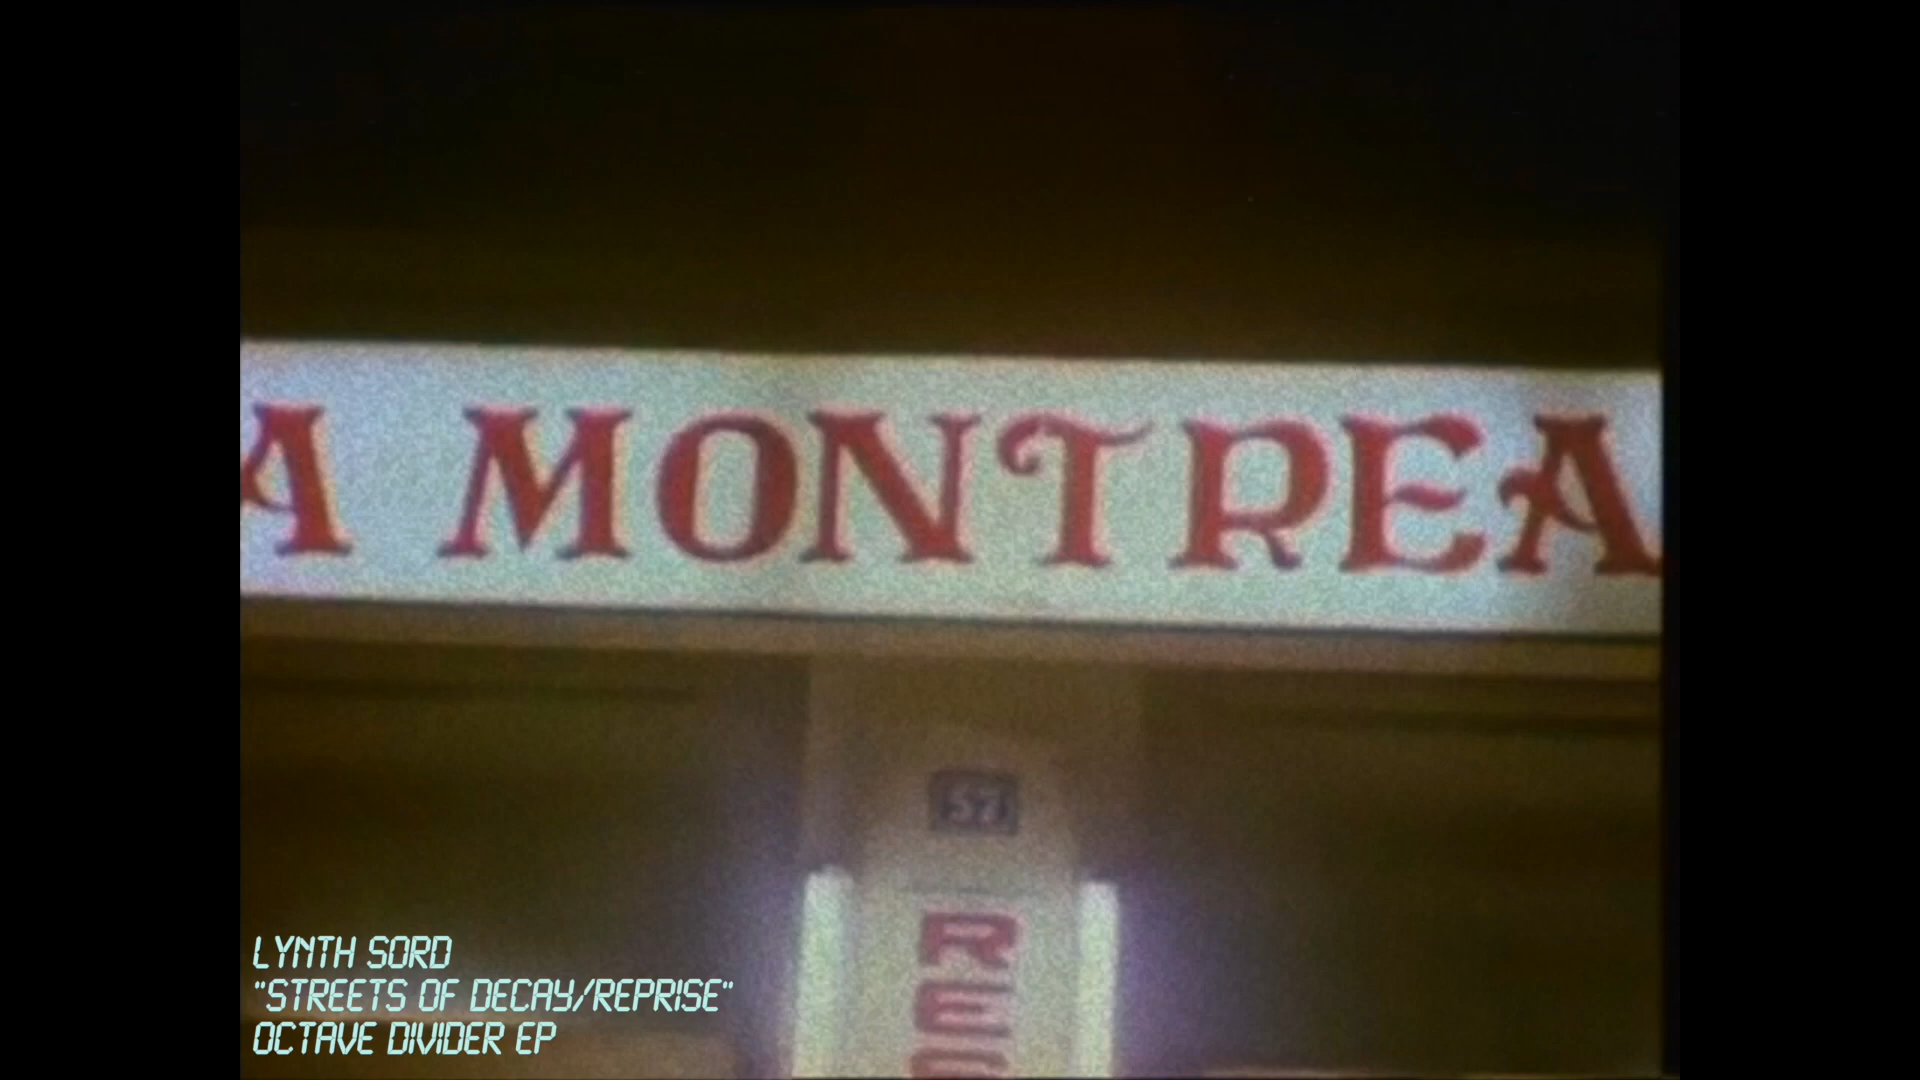 A MONTREA
57
RE
LYNTH SORD
"STREETS OF DECAY/REPRISE"
OCTAVE DIVIDER EP